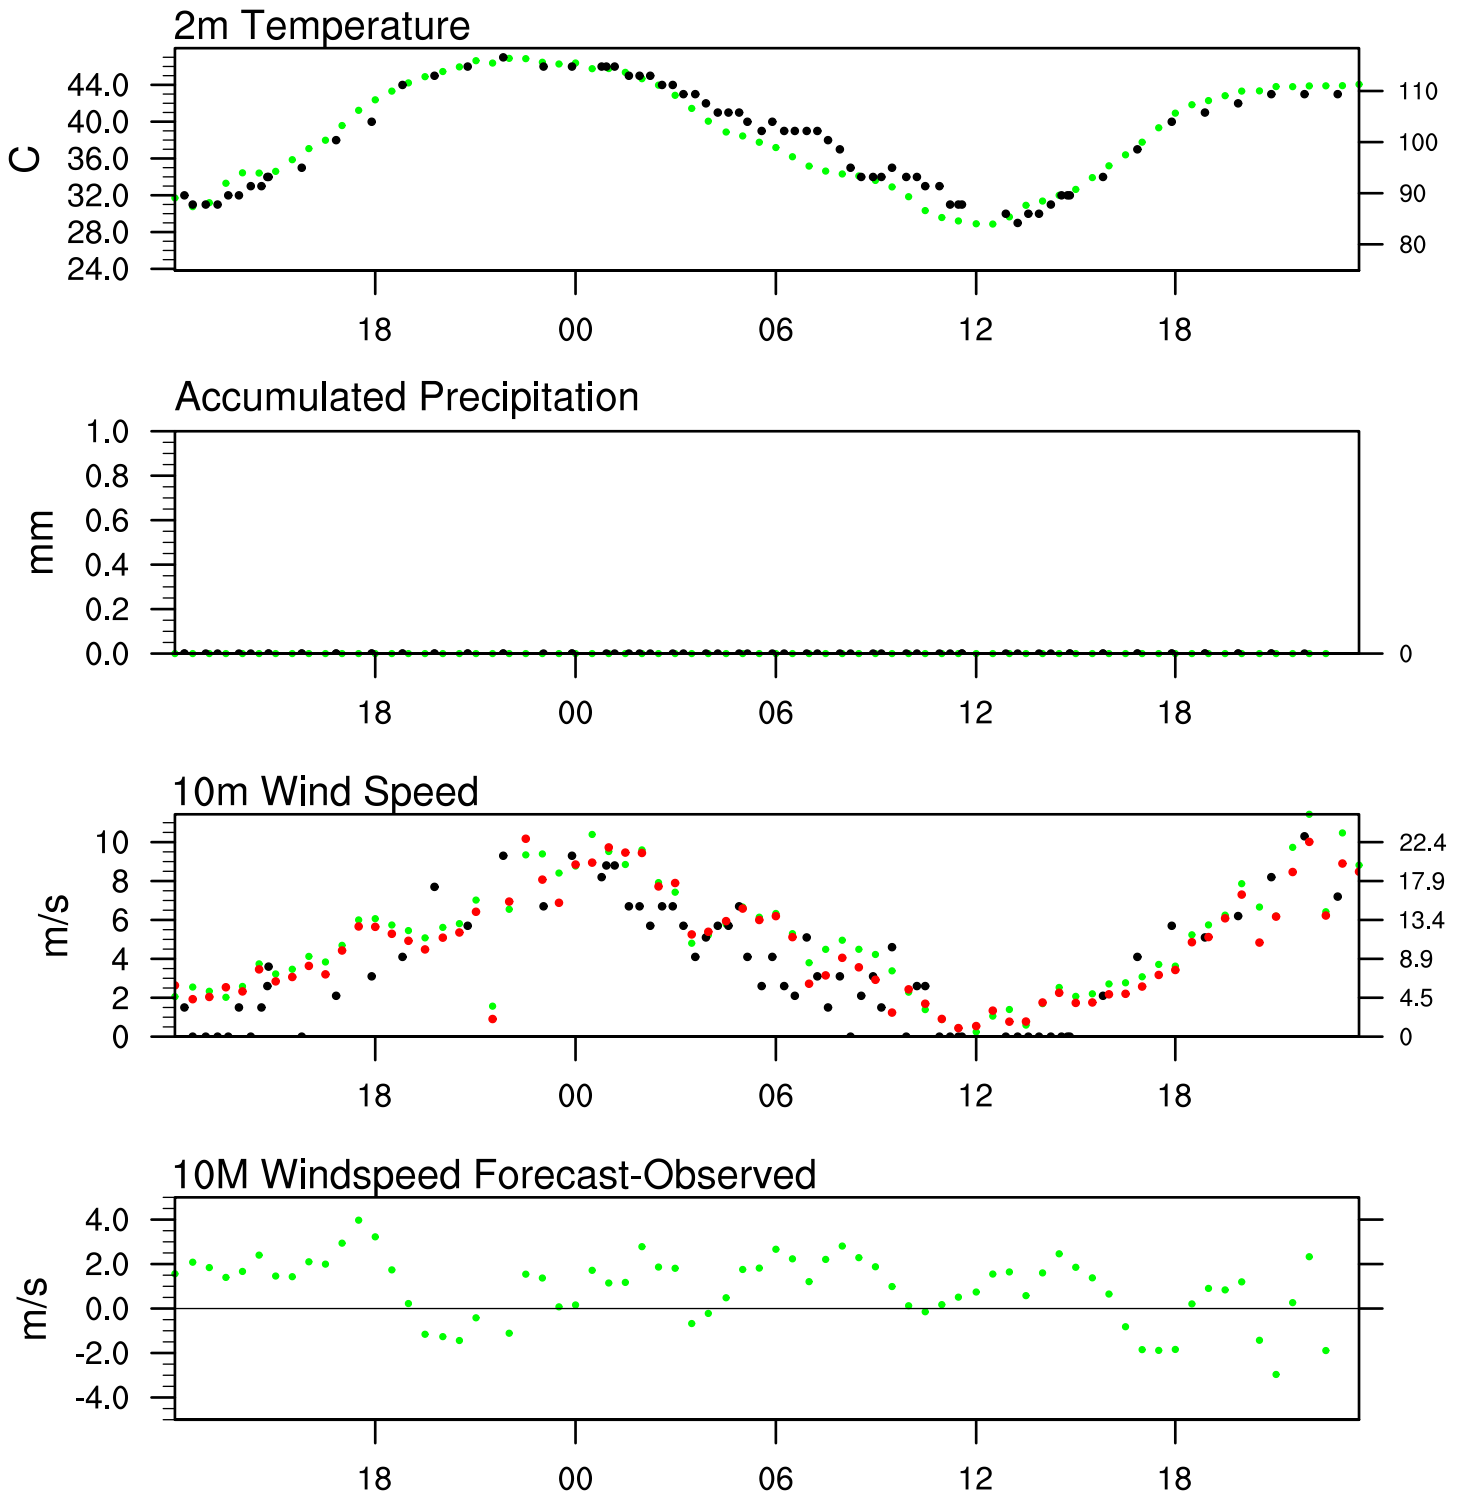 2m Temperature
44.0
40.0
36.0
32.0
28.0
24.0
C
110
100
90
80
18 00 06 12 18
Accumulated Precipitation
1.0
0.8
0.6
0.4
0.2
0.0
mm
0
18 00 06 12 18
10m Wind Speed
10
8
6
4
2
0
m/s
22.4
17.9
13.4
8.9
4.5
0
18 00 06 12 18
10M Windspeed Forecast-Observed
4.0
2.0
0.0
-2.0
-4.0
m/s
18 00 06 12 18